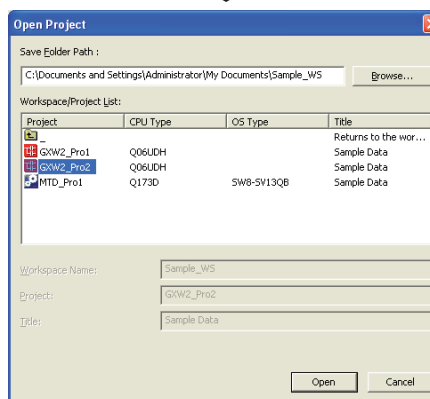 Open Project
Save Folder Path :
C:\Documents and Settings\Administrator\My Documents\Sample_WS Browse...
Workspace/Project List:
Project CPU Type OS Type Title
_ Returns to the wor...
GXW2_Pro1 Q06UDH Sample Data
GXW2_Pro2 Q06UDH Sample Data
MTD_Pro1 Q173D SW8-SV13QB Sample Data
Workspace Name: Sample_WS
Project: GXW2_Pro2
Title: Sample Data
Open Cancel